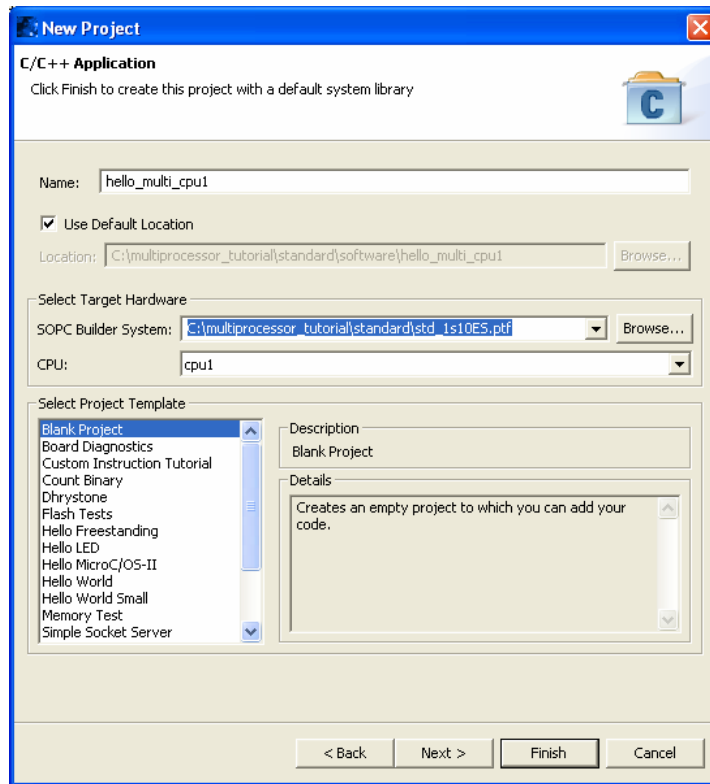 New Project
C/C++ Application
Click Finish to create this project with a default system library
C
Name: hello_multi_cpu1
Use Default Location
Location: C:\multiprocessor_tutorial\standard\software\hello_multi_cpu1 Browse...
Select Target Hardware
SOPC Builder System: C:\multiprocessor_tutorial\standard\std_1s10ES.ptf Browse...
CPU: cpu1
Select Project Template
Blank Project
Board Diagnostics
Custom Instruction Tutorial
Count Binary
Dhrystone
Flash Tests
Hello Freestanding
Hello LED
Hello MicroC/OS-II
Hello World
Hello World Small
Memory Test
Simple Socket Server
Description
Blank Project
Details
Creates an empty project to which you can add your
code.
< Back Next > Finish Cancel